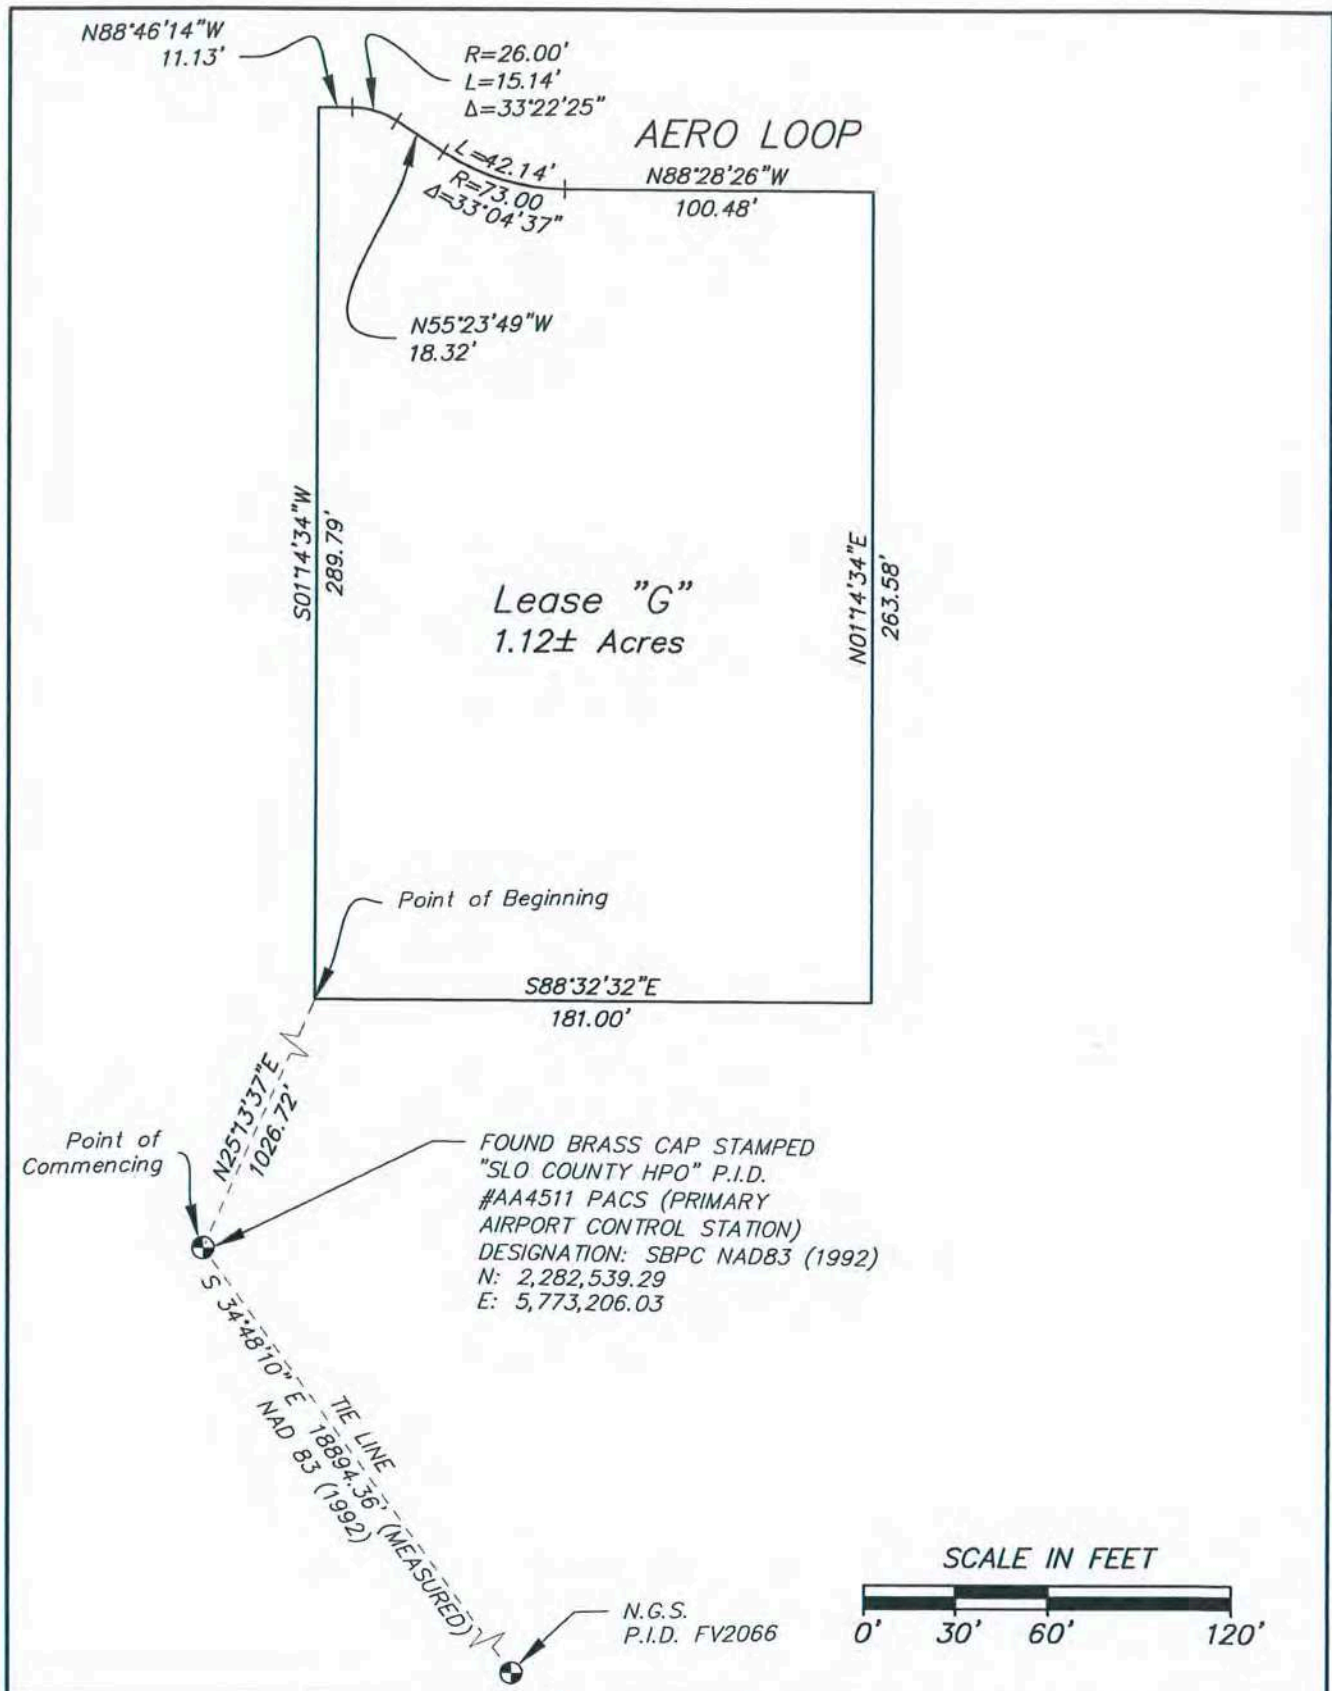 N88°46'14"W
11.13'
R=26.00'
L=15.14'
Δ=33°22'25"
AERO LOOP
L=42.14'
R=73.00
Δ=33°04'37"
N88°28'26"W
100.48'
N55°23'49"W
18.32'
S01°14'34"W
289.79'
Lease "G"
1.12± Acres
N01°14'34"E
263.58'
Point of Beginning
S88°32'32"E
181.00'
N25°13'37"E
1026.72'
Point of
Commencing
FOUND BRASS CAP STAMPED
"SLO COUNTY HPO" P.I.D.
#AA4511 PACS (PRIMARY
AIRPORT CONTROL STATION)
DESIGNATION: SBPC NAD83 (1992)
N: 2,282,539.29
E: 5,773,206.03
TIE LINE
S 34°48'10" E 18894.36' (MEASURED)
NAD 83 (1992)
N.G.S.
P.I.D. FV2066
SCALE IN FEET
0' 30' 60' 120'